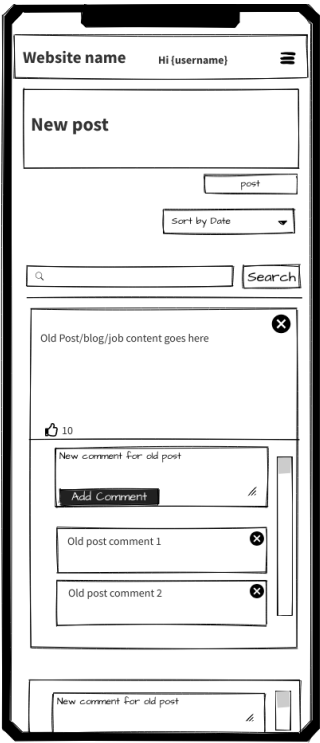 Website name Hi {username}
New post
post
Sort by Date
Search
Old Post/blog/job content goes here
10
New comment for old post
Add Comment
Old post comment 1
Old post comment 2
New comment for old post